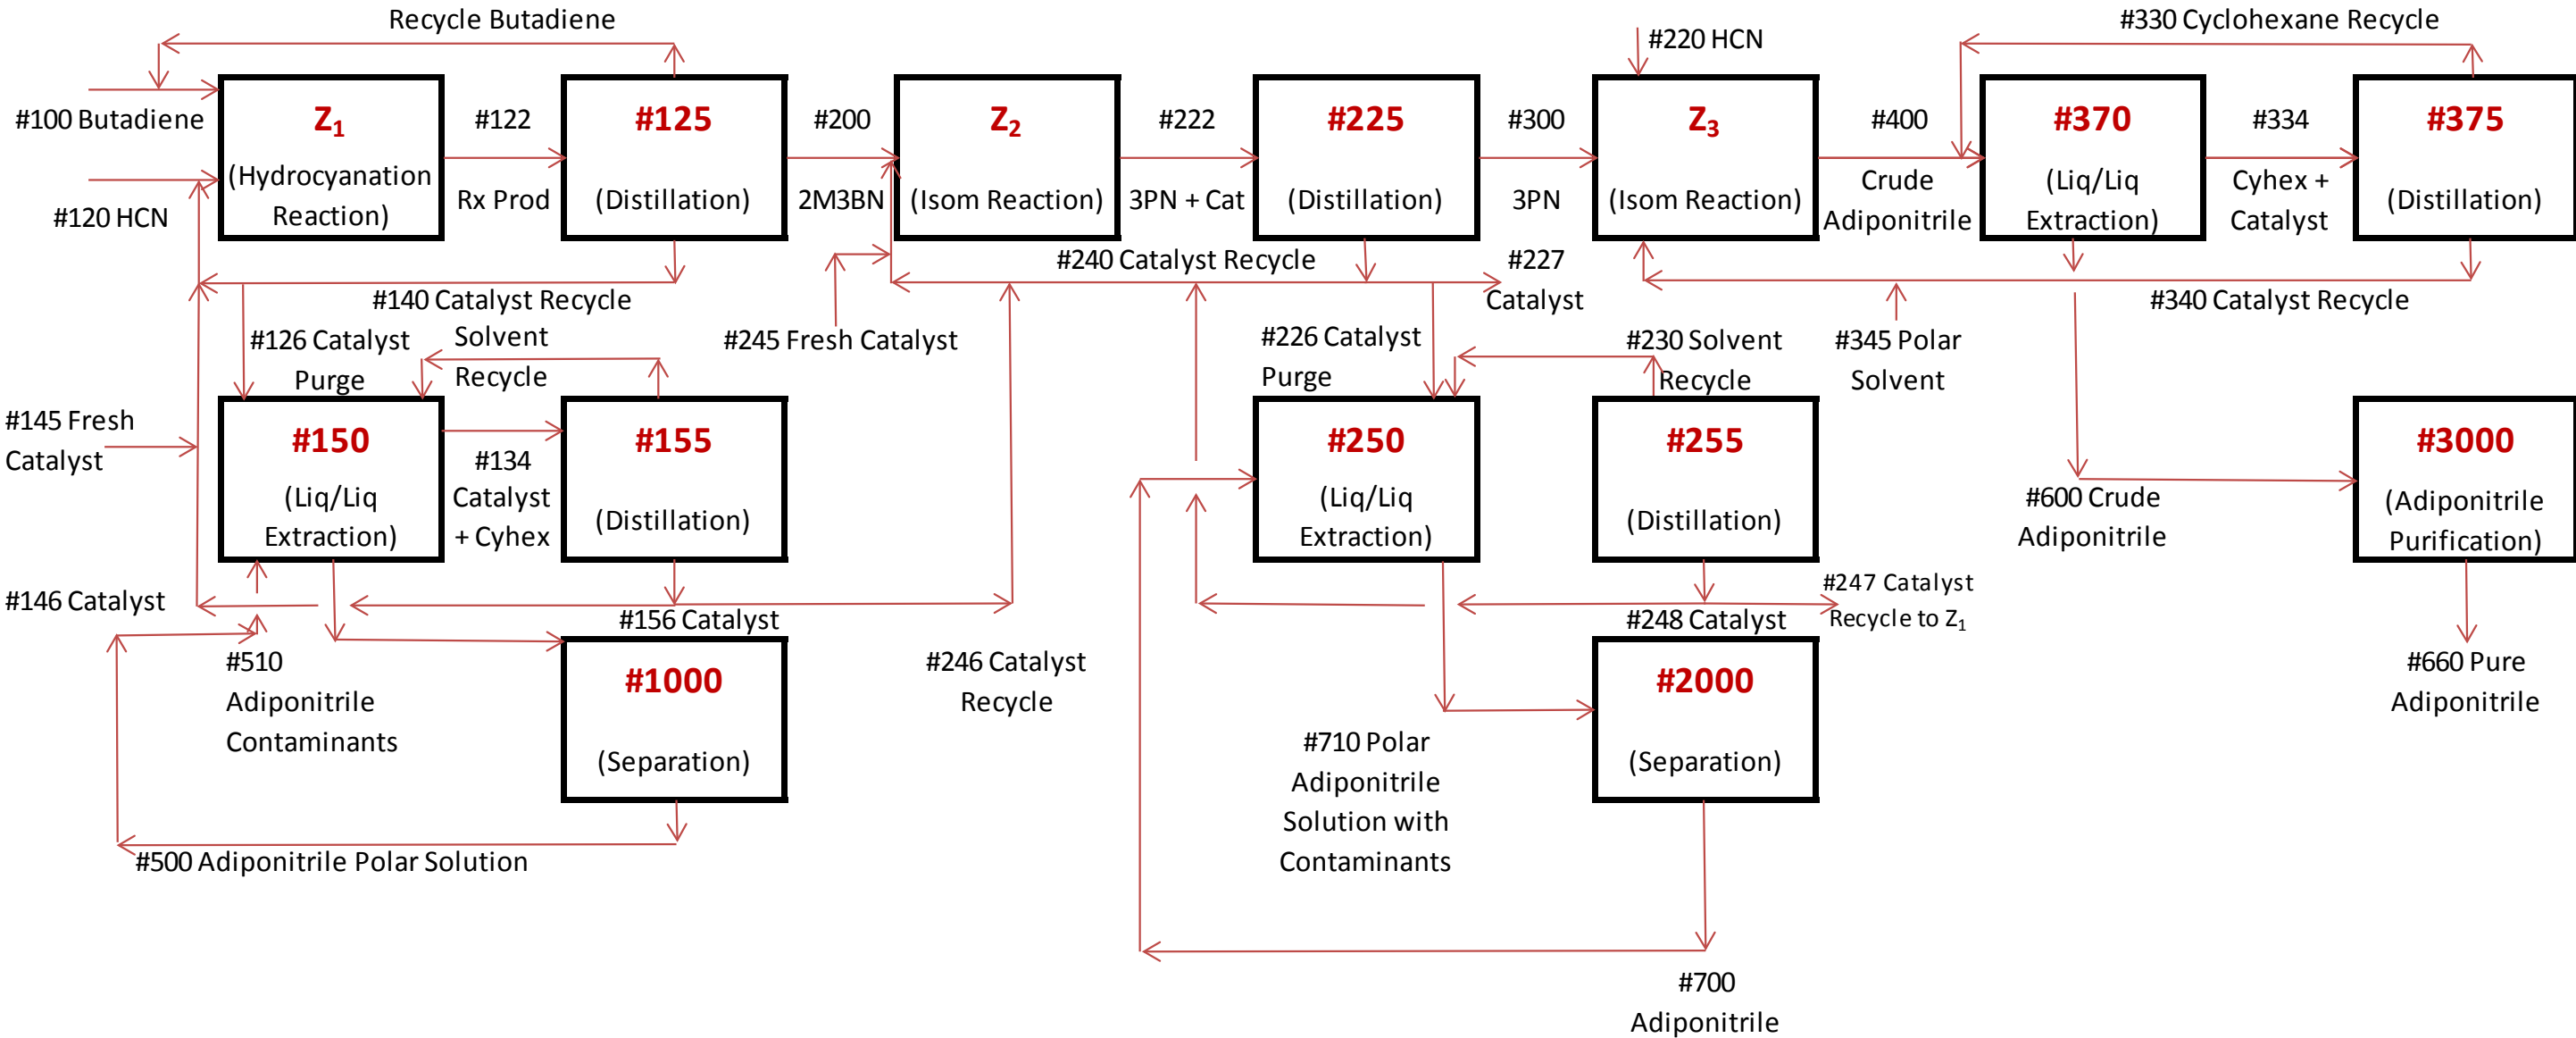 Recycle Butadiene
#330 Cyclohexane Recycle
#220 HCN
#100 Butadiene
Z₁
(Hydrocyanation
Reaction)
#120 HCN
#122
Rx Prod
#125
(Distillation)
#200
2M3BN
Z₂
(Isom Reaction)
#222
3PN + Cat
#225
(Distillation)
#300
3PN
Z₃
(Isom Reaction)
#400
Crude
Adiponitrile
#370
(Liq/Liq
Extraction)
#334
Cyhex +
Catalyst
#375
(Distillation)
#140 Catalyst Recycle
#240 Catalyst Recycle
#227
Catalyst
#340 Catalyst Recycle
#126 Catalyst
Purge
Solvent
Recycle
#245 Fresh Catalyst
#226 Catalyst
Purge
#230 Solvent
Recycle
#345 Polar
Solvent
#145 Fresh
Catalyst
#150
(Liq/Liq
Extraction)
#134
Catalyst
+ Cyhex
#155
(Distillation)
#250
(Liq/Liq
Extraction)
#255
(Distillation)
#600 Crude
Adiponitrile
#3000
(Adiponitrile
Purification)
#146 Catalyst
#156 Catalyst
#248 Catalyst
#247 Catalyst
Recycle to Z₁
#510
Adiponitrile
Contaminants
#1000
(Separation)
#246 Catalyst
Recycle
#710 Polar
Adiponitrile
Solution with
Contaminants
#2000
(Separation)
#660 Pure
Adiponitrile
#500 Adiponitrile Polar Solution
#700
Adiponitrile